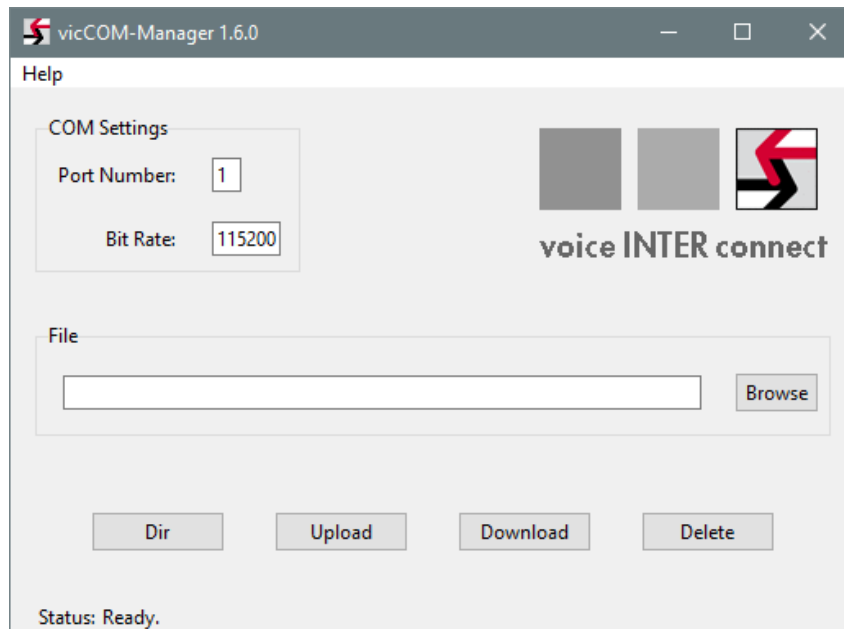 vicCOM-Manager 1.6.0
Help
COM Settings
Port Number: 1
Bit Rate: 115200
voice INTER connect
File
Browse
Dir Upload Download Delete
Status: Ready.